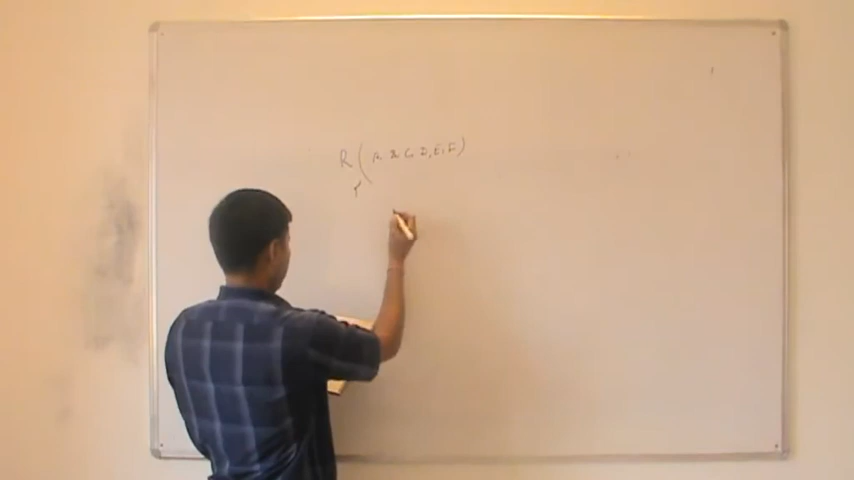 R(A, B, C, D, E, F)